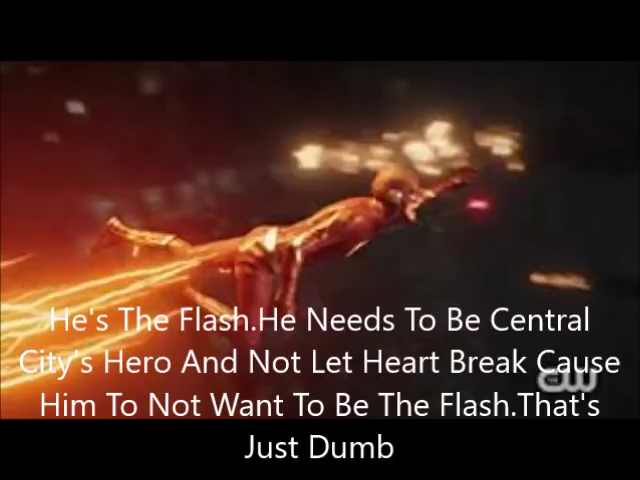 He's The Flash.He Needs To Be Central
City's Hero And Not Let Heart Break Cause
Him To Not Want To Be The Flash.That's
Just Dumb
CW